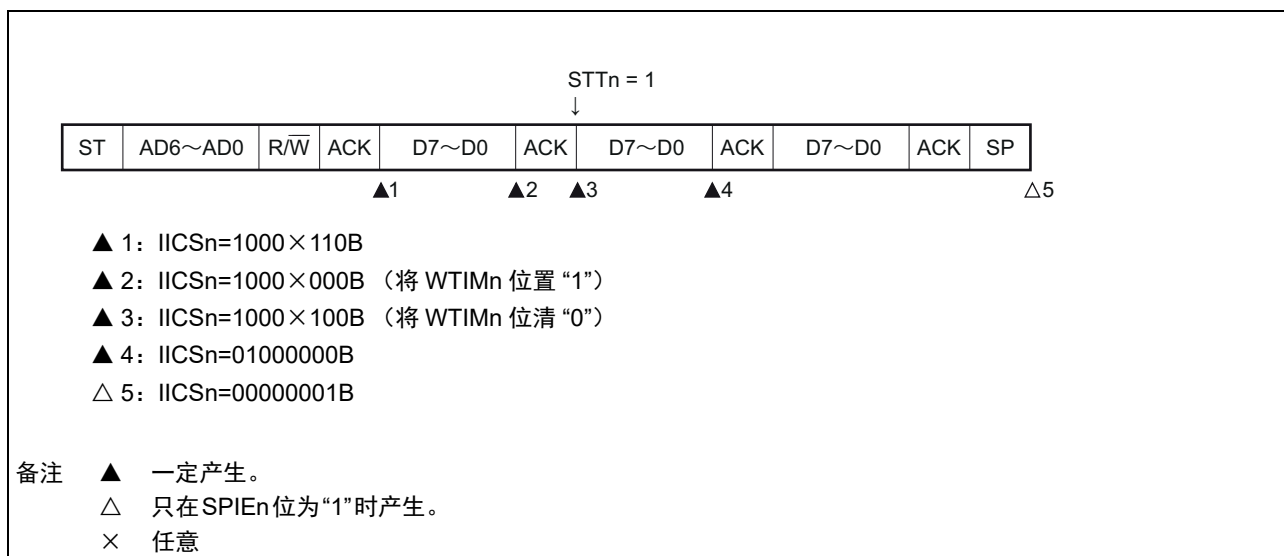 STTn = 1
↓
ST AD6～AD0 R/W̅ ACK D7～D0 ACK D7～D0 ACK D7～D0 ACK SP
▲1 ▲2 ▲3 ▲4 △5
▲ 1：IICSn=1000×110B
▲ 2：IICSn=1000×000B （将 WTIMn 位置 “1”）
▲ 3：IICSn=1000×100B （将 WTIMn 位清 “0”）
▲ 4：IICSn=01000000B
△ 5：IICSn=00000001B
备注 ▲ 一定产生。
△ 只在SPIEn位为“1”时产生。
× 任意